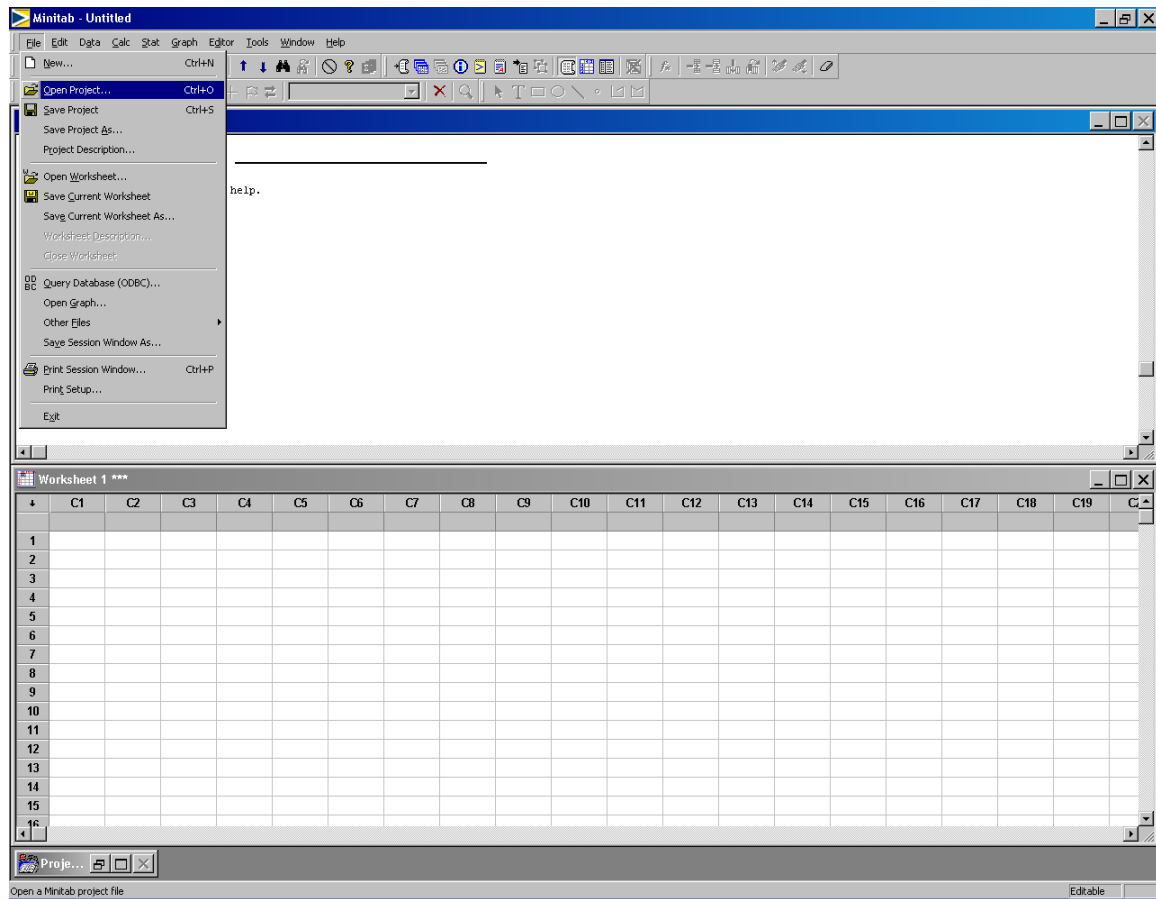 Minitab - Untitled
File Edit Data Calc Stat Graph Editor Tools Window Help
New... Ctrl+N
Open Project... Ctrl+O
Save Project Ctrl+S
Save Project As...
Project Description...
Open Worksheet...
Save Current Worksheet
help.
Save Current Worksheet As...
Worksheet Description...
Close Worksheet
Query Database (ODBC)...
Open Graph...
Other Files
Save Session Window As...
Print Session Window... Ctrl+P
Print Setup...
Exit
Worksheet 1 ***
C1 C2 C3 C4 C5 C6 C7 C8 C9 C10 C11 C12 C13 C14 C15 C16 C17 C18 C19
1
2
3
4
5
6
7
8
9
10
11
12
13
14
15
16
Proje...
Open a Minitab project file Editable